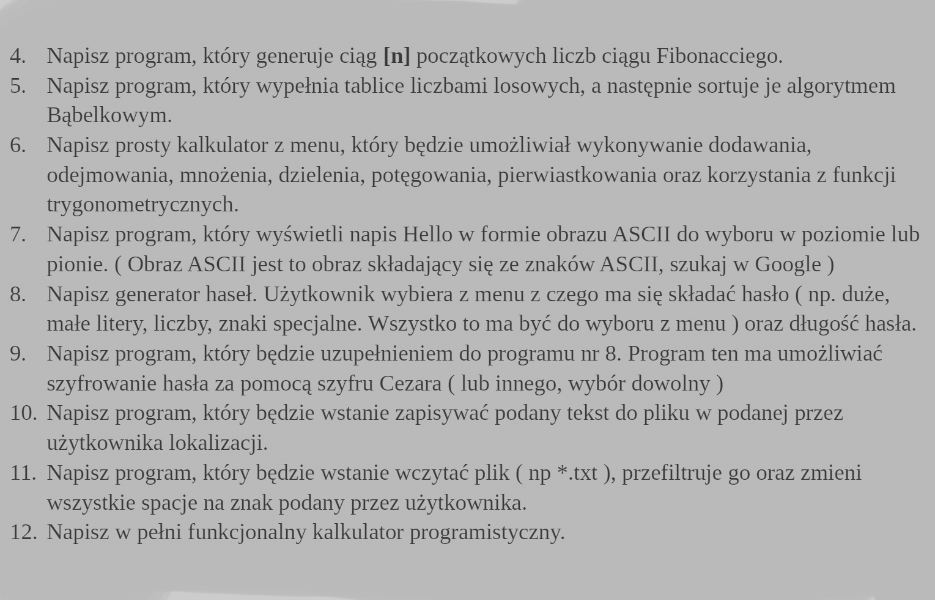 4. Napisz program, który generuje ciąg [n] początkowych liczb ciągu Fibonacciego.
5. Napisz program, który wypełnia tablice liczbami losowych, a następnie sortuje je algorytmem
Bąbelkowym.
6. Napisz prosty kalkulator z menu, który będzie umożliwiał wykonywanie dodawania,
odejmowania, mnożenia, dzielenia, potęgowania, pierwiastkowania oraz korzystania z funkcji
trygonometrycznych.
7. Napisz program, który wyświetli napis Hello w formie obrazu ASCII do wyboru w poziomie lub
pionie. ( Obraz ASCII jest to obraz składający się ze znaków ASCII, szukaj w Google )
8. Napisz generator haseł. Użytkownik wybiera z menu z czego ma się składać hasło ( np. duże,
małe litery, liczby, znaki specjalne. Wszystko to ma być do wyboru z menu ) oraz długość hasła.
9. Napisz program, który będzie uzupełnieniem do programu nr 8. Program ten ma umożliwiać
szyfrowanie hasła za pomocą szyfru Cezara ( lub innego, wybór dowolny )
10. Napisz program, który będzie wstanie zapisywać podany tekst do pliku w podanej przez
użytkownika lokalizacji.
11. Napisz program, który będzie wstanie wczytać plik ( np *.txt ), przefiltruje go oraz zmieni
wszystkie spacje na znak podany przez użytkownika.
12. Napisz w pełni funkcjonalny kalkulator programistyczny.